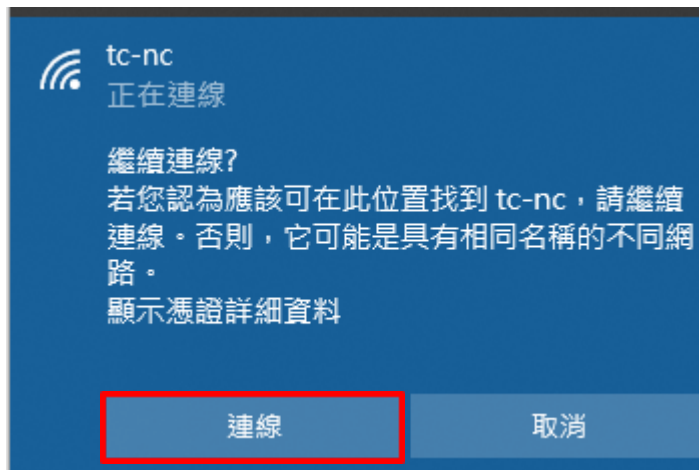 tc-nc
正在連線
繼續連線?
若您認為應該可在此位置找到 tc-nc，請繼續
連線。否則，它可能是具有相同名稱的不同網
路。
顯示憑證詳細資料
連線
取消